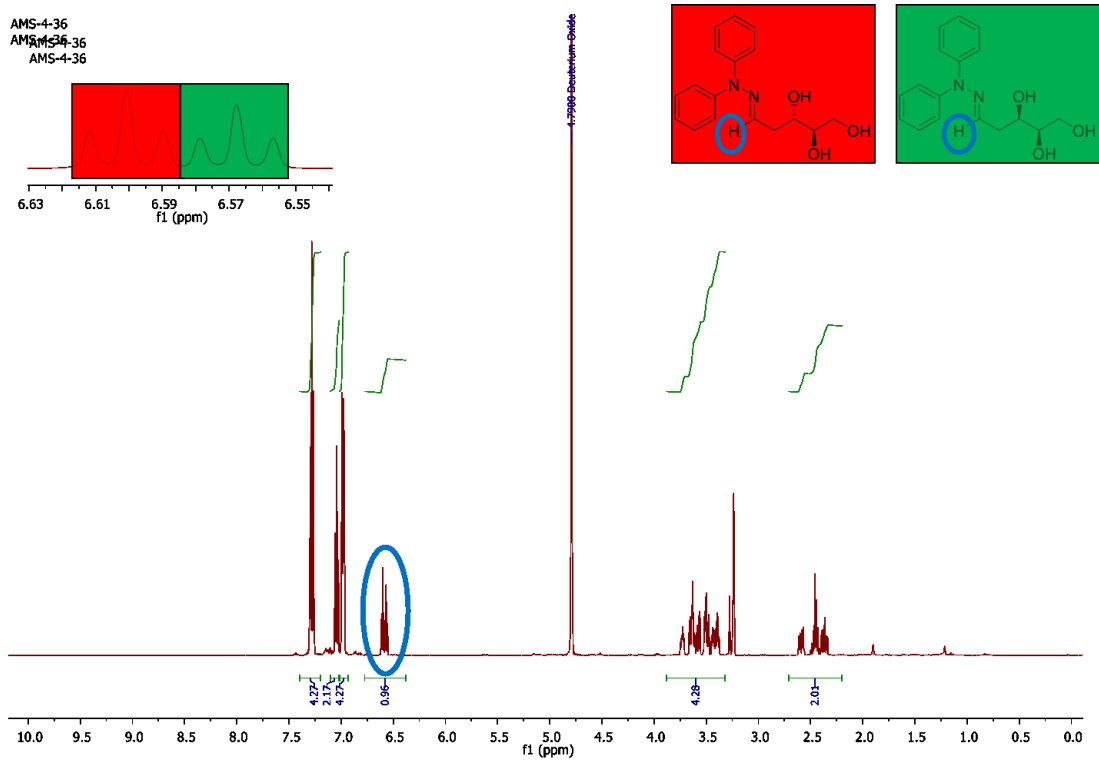 AMS-4-36
AMS-4-36
AMS-4-36
AMS-4-36
6.63 6.61 6.59 6.57 6.55
f1 (ppm)
4.7900 Deuterium Oxide
N
N
OH
H
OH
OH
N
N
OH
H
OH
OH
4.27
2.17
4.27
0.96
4.28
2.01
10.0 9.5 9.0 8.5 8.0 7.5 7.0 6.5 6.0 5.5 5.0 4.5 4.0 3.5 3.0 2.5 2.0 1.5 1.0 0.5 0.0
f1 (ppm)